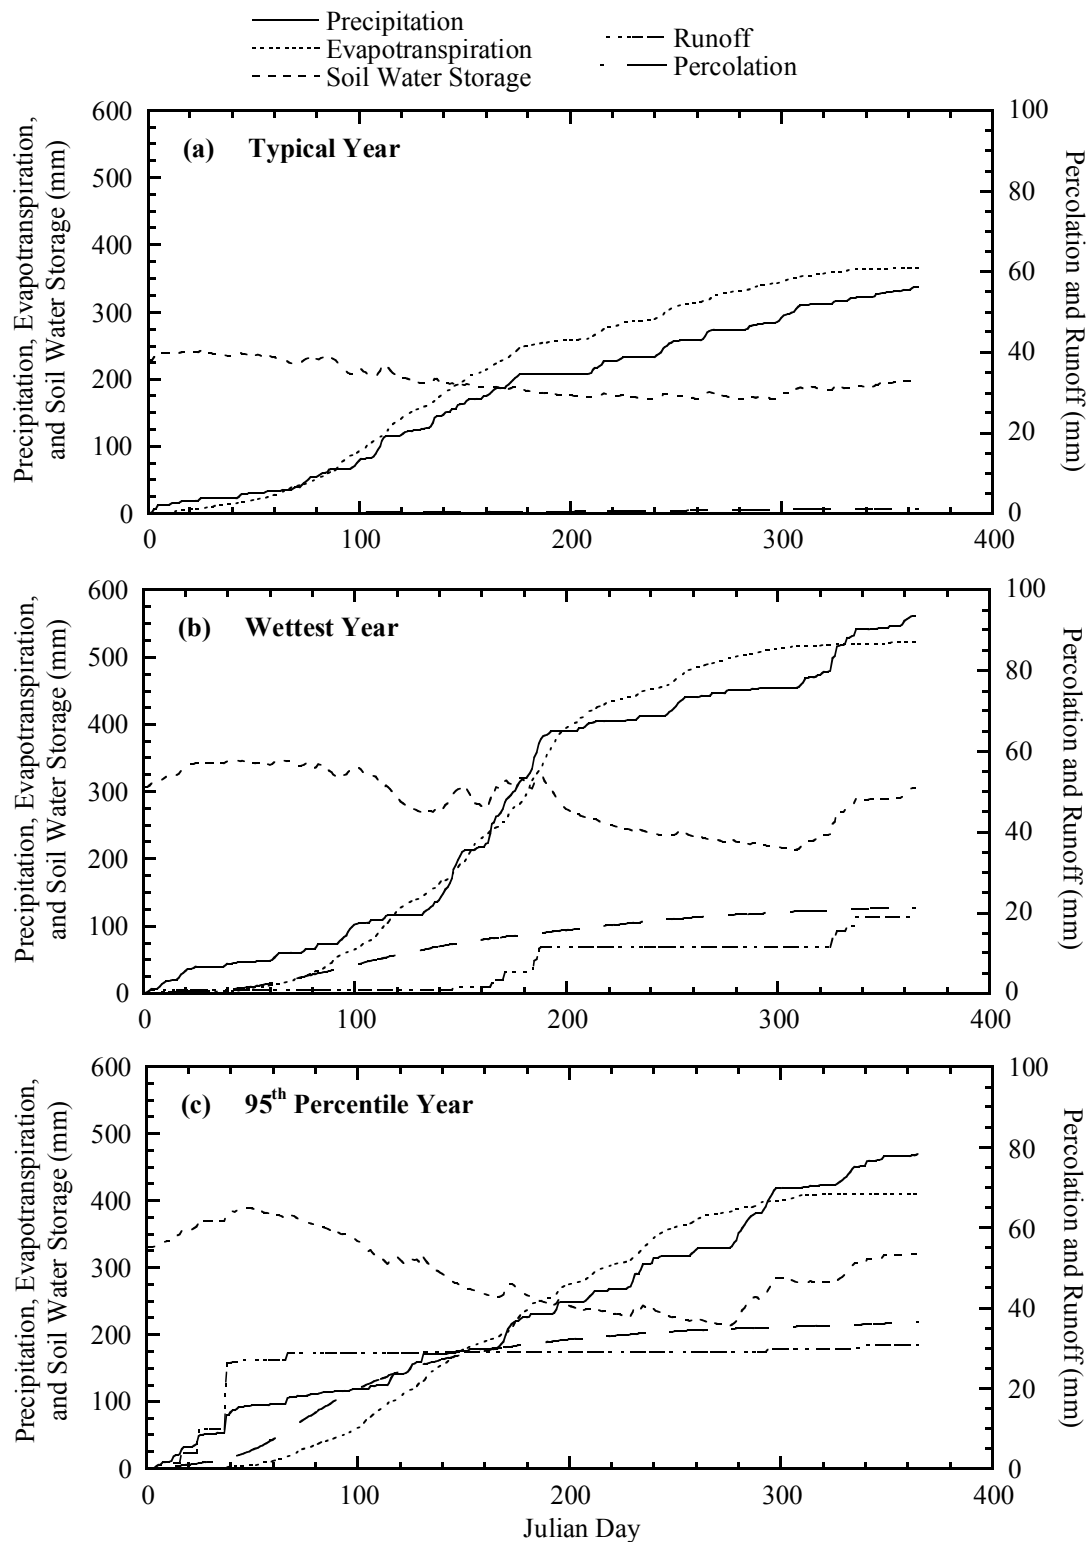 Precipitation
Evapotranspiration
Soil Water Storage
Runoff
Percolation
Precipitation, Evapotranspiration,
and Soil Water Storage (mm)
600
500
400
300
200
100
0
(a) Typical Year
100
80
60
40
20
0
Percolation and Runoff (mm)
0 100 200 300 400
Precipitation, Evapotranspiration,
and Soil Water Storage (mm)
600
500
400
300
200
100
0
(b) Wettest Year
100
80
60
40
20
0
Percolation and Runoff (mm)
0 100 200 300 400
Precipitation, Evapotranspiration,
and Soil Water Storage (mm)
600
500
400
300
200
100
0
(c) 95th Percentile Year
100
80
60
40
20
0
Percolation and Runoff (mm)
0 100 200 300 400
Julian Day